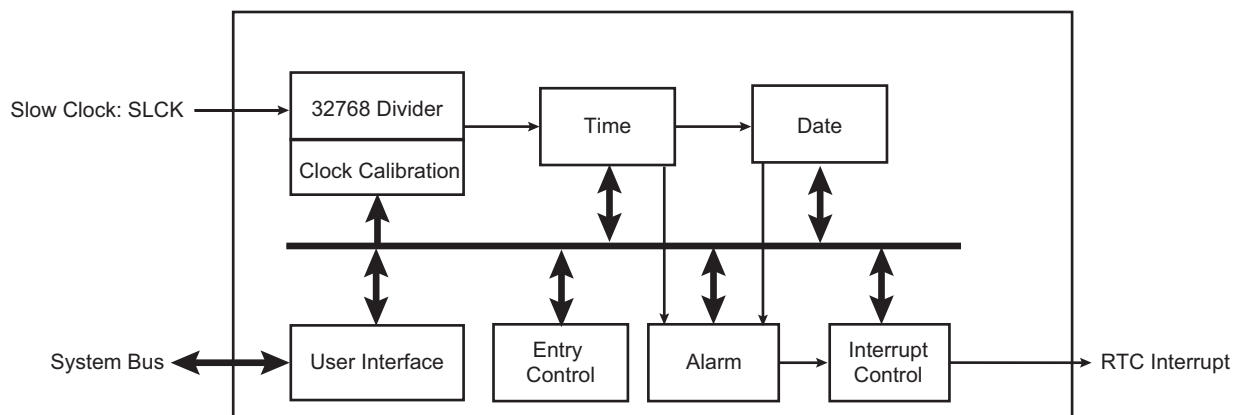 Slow Clock: SLCK
32768 Divider
Clock Calibration
Time
Date
System Bus
User Interface
Entry
Control
Alarm
Interrupt
Control
RTC Interrupt